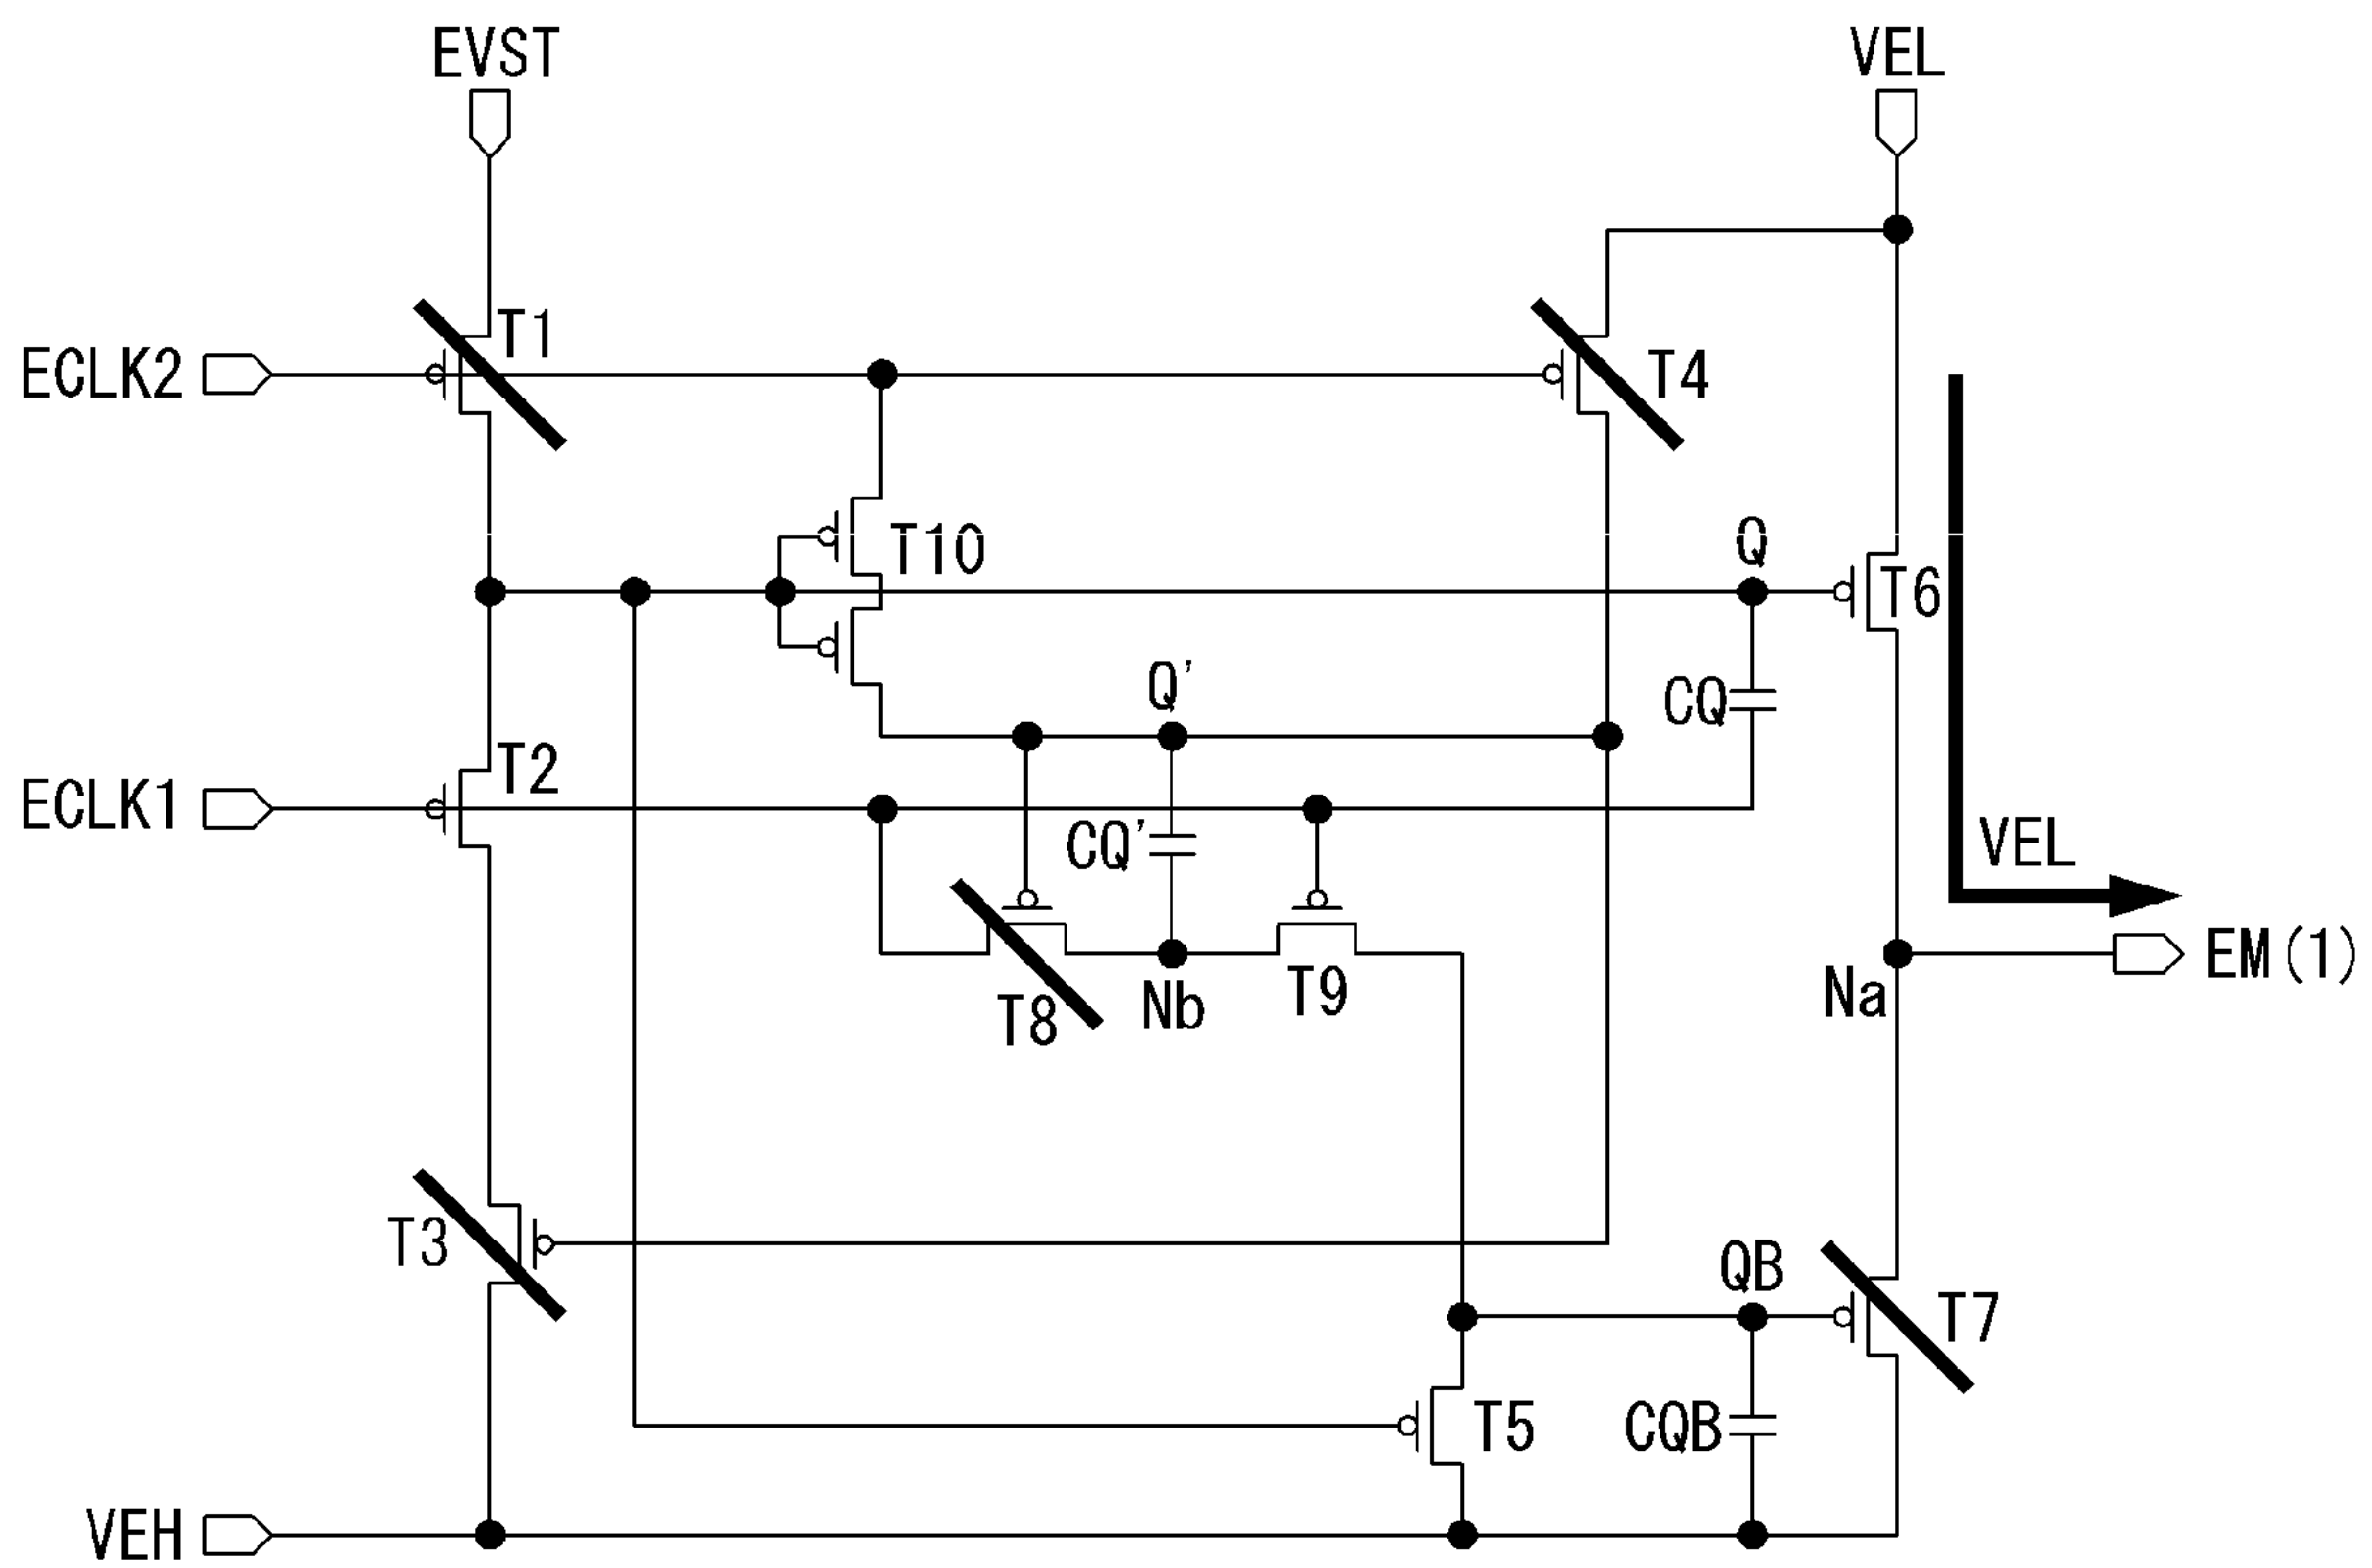 EVST
VEL
T1
ECLK2
T4
T10
Q
T6
Q'
CQ
T2
ECLK1
CQ'
VEL
EM(1)
T9
Na
Nb
T8
T3
QB
T7
T5
CQB
VEH